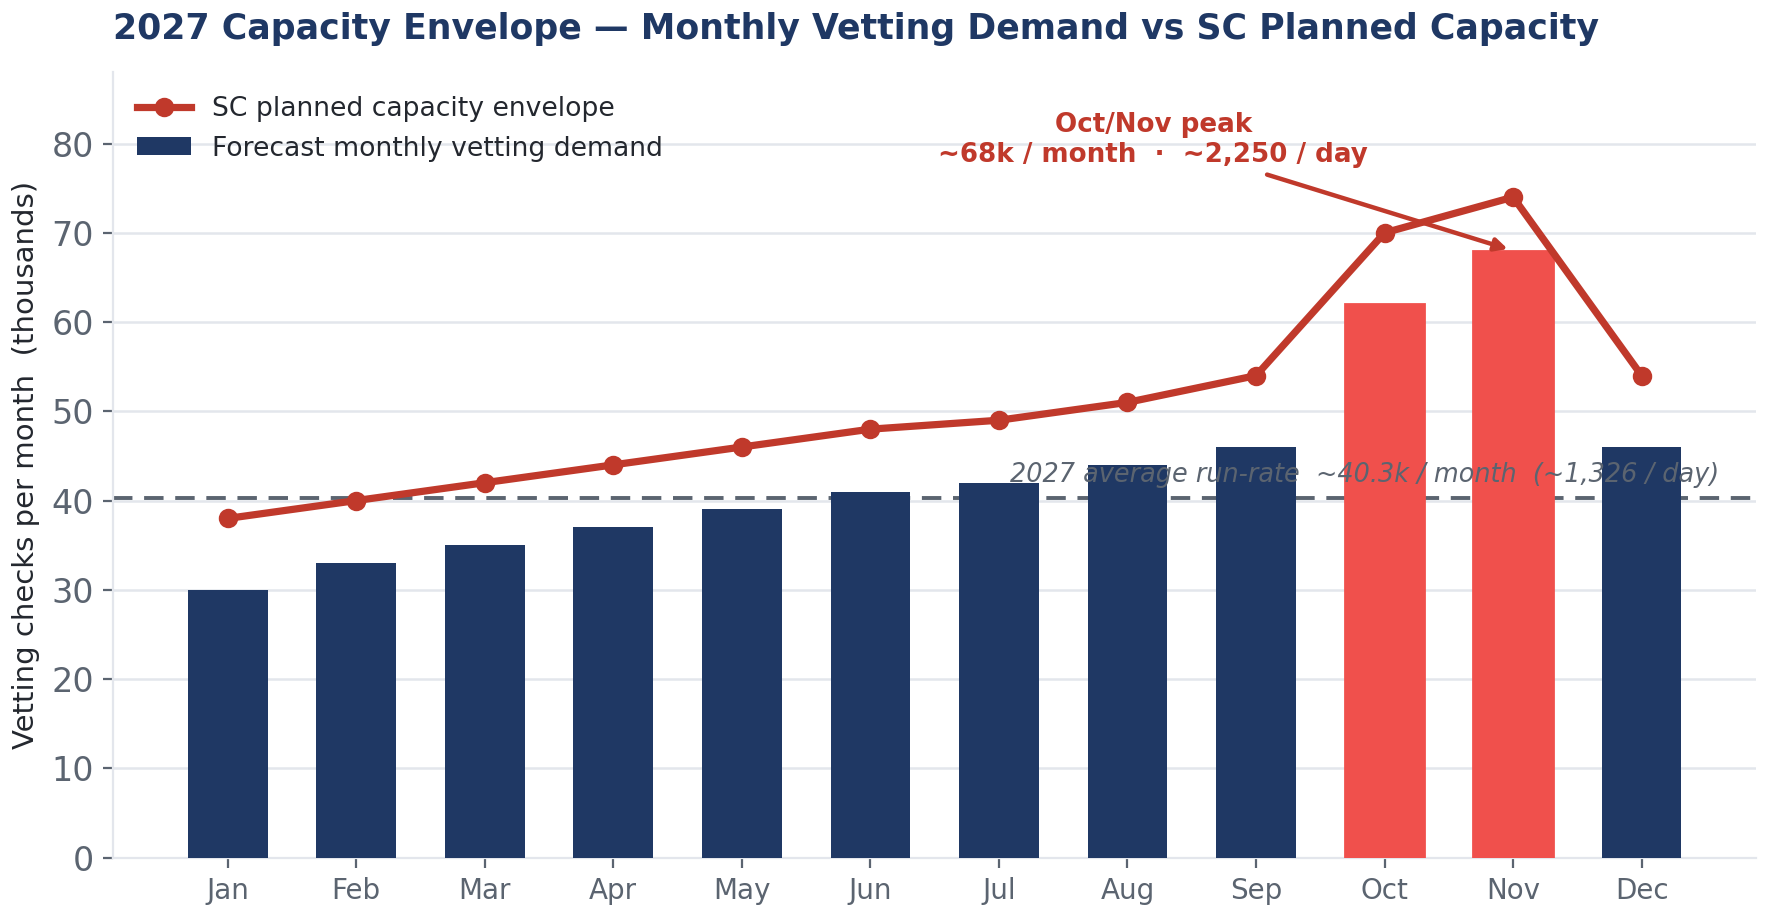 2027 Capacity Envelope — Monthly Vetting Demand vs SC Planned Capacity
SC planned capacity envelope
Forecast monthly vetting demand
Oct/Nov peak
~68k / month · ~2,250 / day
2027 average run-rate ~40.3k / month (~1,326 / day)
Vetting checks per month (thousands)
80
70
60
50
40
30
20
10
0
Jan Feb Mar Apr May Jun Jul Aug Sep Oct Nov Dec